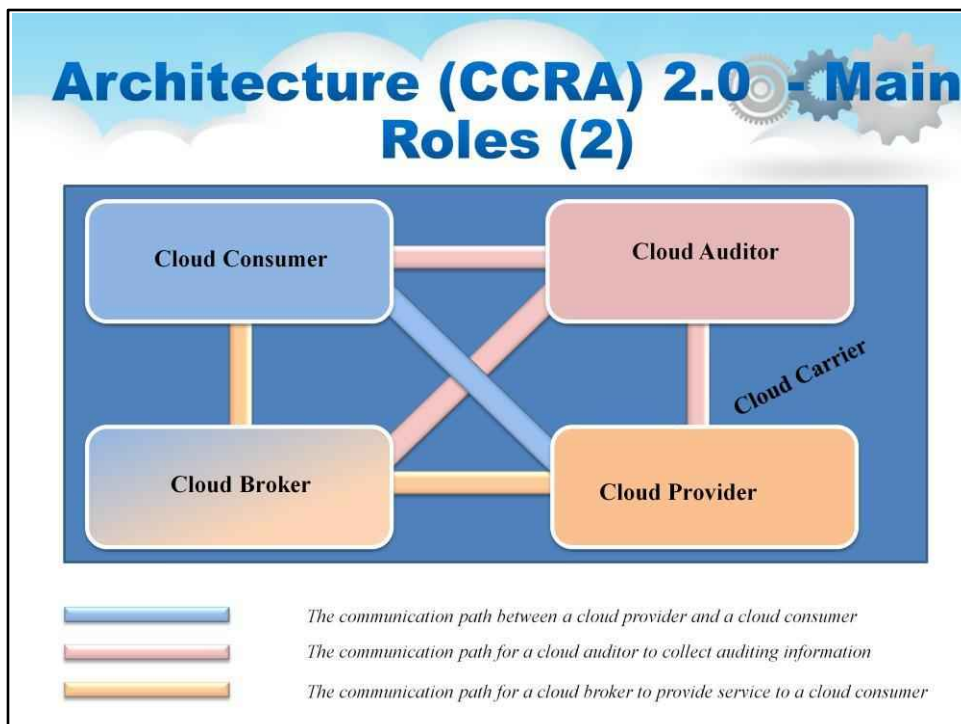 Architecture (CCRA) 2.0 - Main
Roles (2)
Cloud Consumer
Cloud Auditor
Cloud Carrier
Cloud Broker
Cloud Provider
The communication path between a cloud provider and a cloud consumer
The communication path for a cloud auditor to collect auditing information
The communication path for a cloud broker to provide service to a cloud consumer